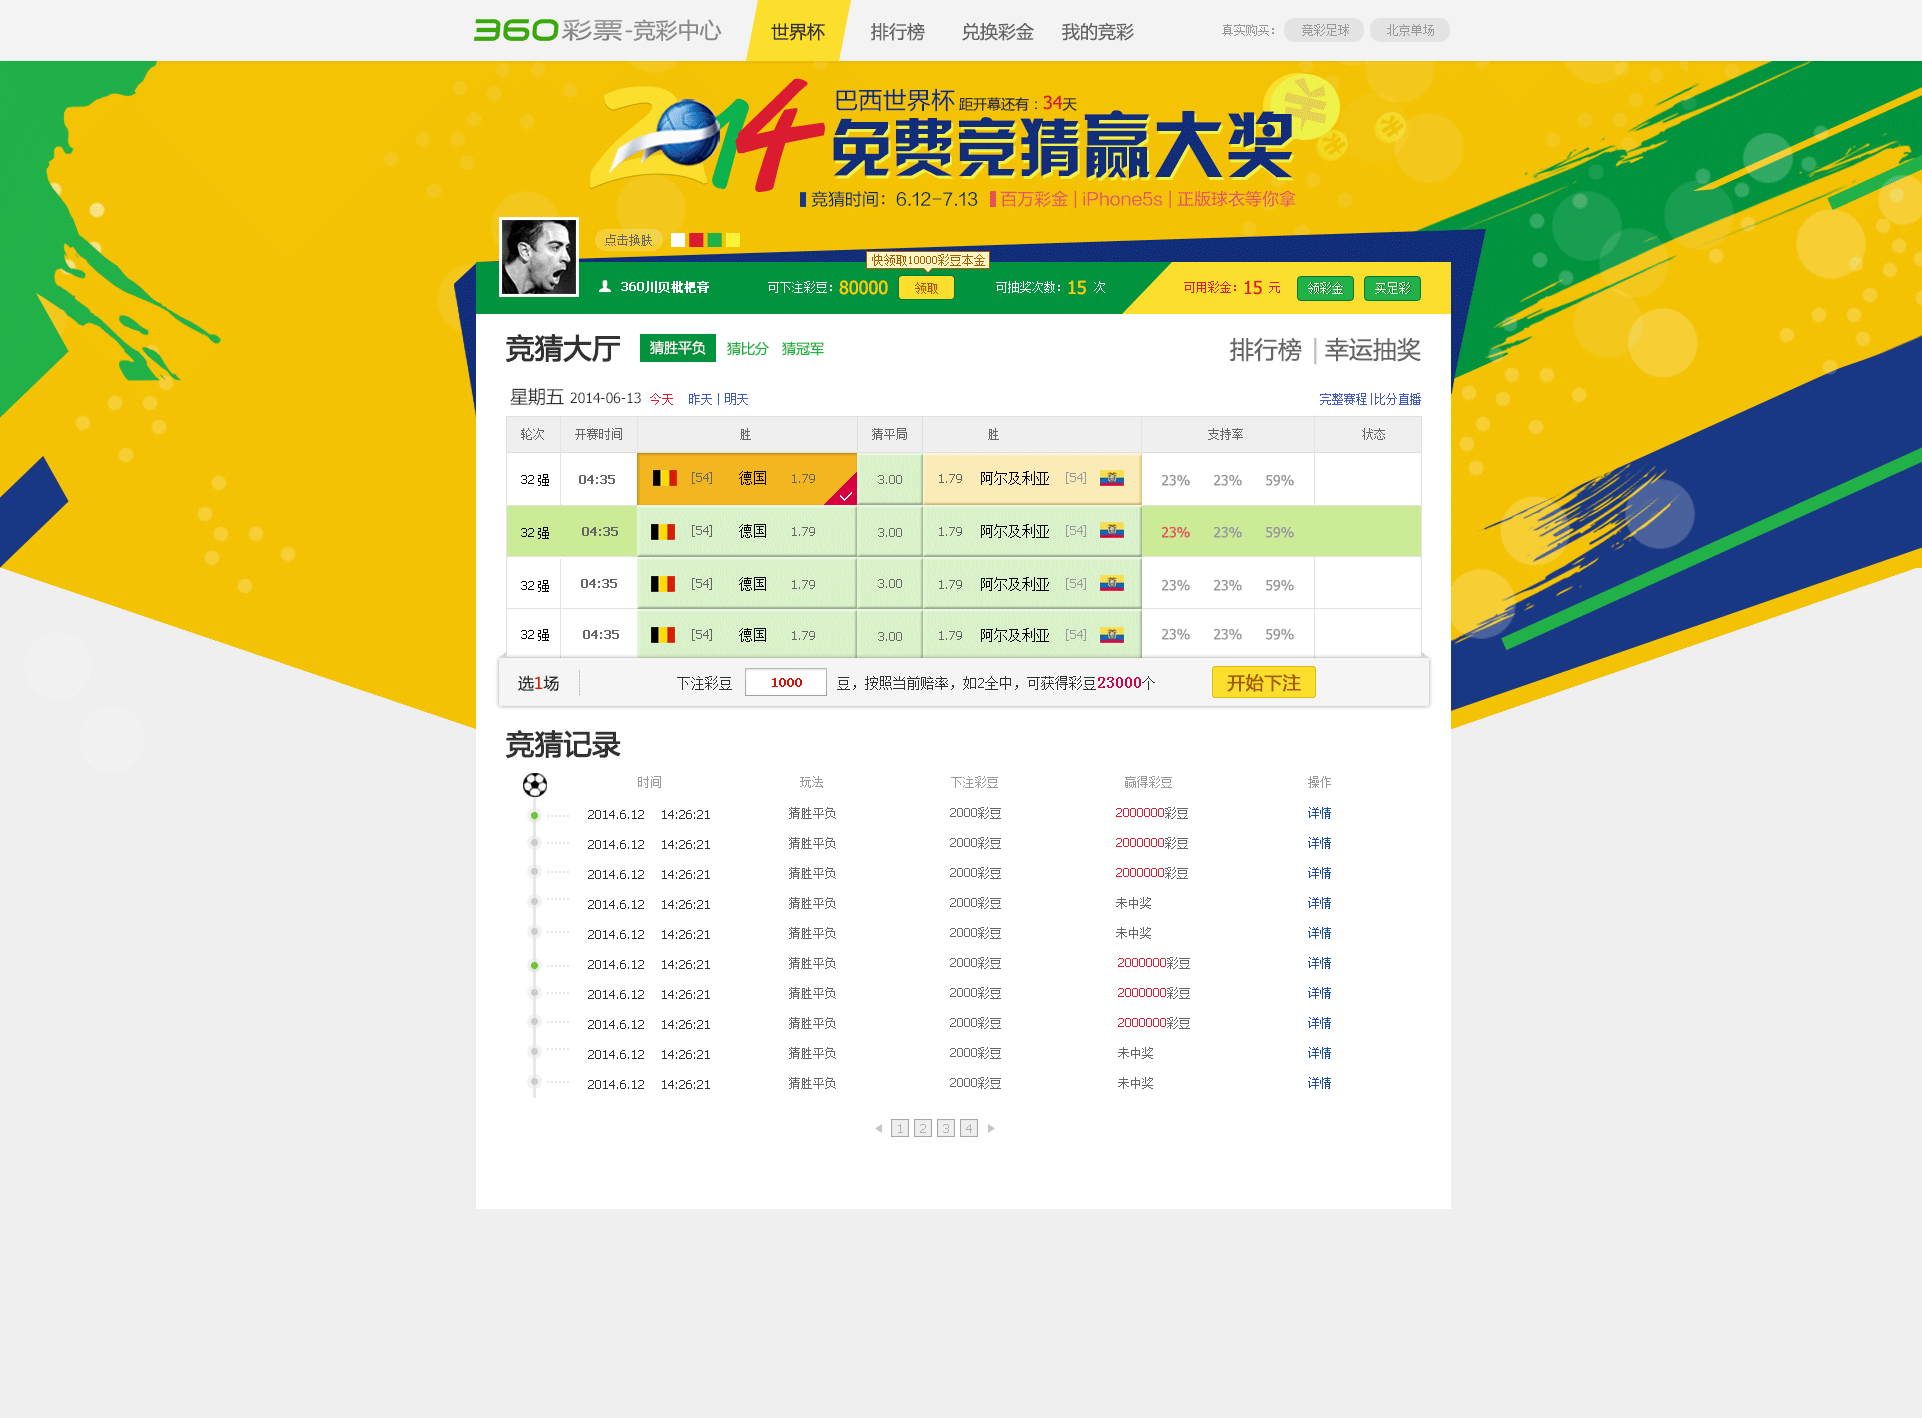 360彩票-竞彩中心 世界杯 排行榜 兑换彩金 我的竞彩 真实购买： 竞彩足球 北京单场
2014 巴西世界杯 距开幕还有：34天
免费竞猜赢大奖
竞猜时间：6.12-7.13 百万彩金 | iPhone5s | 正版球衣等你拿
点击换肤
快领取10000彩豆本金
360川贝枇杷膏 可下注彩豆：80000 领取 可抽奖次数：15 次 可用彩金：15 元 领彩金 买足彩
竞猜大厅 猜胜平负 猜比分 猜冠军 排行榜 | 幸运抽奖
星期五 2014-06-13 今天 昨天 | 明天 完整赛程 | 比分直播
轮次 开赛时间 胜 猜平局 胜 支持率 状态
32强 04:35 [54] 德国 1.79 3.00 1.79 阿尔及利亚 [54] 23% 23% 59%
32强 04:35 [54] 德国 1.79 3.00 1.79 阿尔及利亚 [54] 23% 23% 59%
32强 04:35 [54] 德国 1.79 3.00 1.79 阿尔及利亚 [54] 23% 23% 59%
32强 04:35 [54] 德国 1.79 3.00 1.79 阿尔及利亚 [54] 23% 23% 59%
选1场 下注彩豆 1000 豆，按照当前赔率，如2全中，可获得彩豆23000个 开始下注
竞猜记录
时间 玩法 下注彩豆 赢得彩豆 操作
2014.6.12 14:26:21 猜胜平负 2000彩豆 2000000彩豆 详情
2014.6.12 14:26:21 猜胜平负 2000彩豆 2000000彩豆 详情
2014.6.12 14:26:21 猜胜平负 2000彩豆 2000000彩豆 详情
2014.6.12 14:26:21 猜胜平负 2000彩豆 未中奖 详情
2014.6.12 14:26:21 猜胜平负 2000彩豆 未中奖 详情
2014.6.12 14:26:21 猜胜平负 2000彩豆 2000000彩豆 详情
2014.6.12 14:26:21 猜胜平负 2000彩豆 2000000彩豆 详情
2014.6.12 14:26:21 猜胜平负 2000彩豆 2000000彩豆 详情
2014.6.12 14:26:21 猜胜平负 2000彩豆 未中奖 详情
2014.6.12 14:26:21 猜胜平负 2000彩豆 未中奖 详情
1 2 3 4